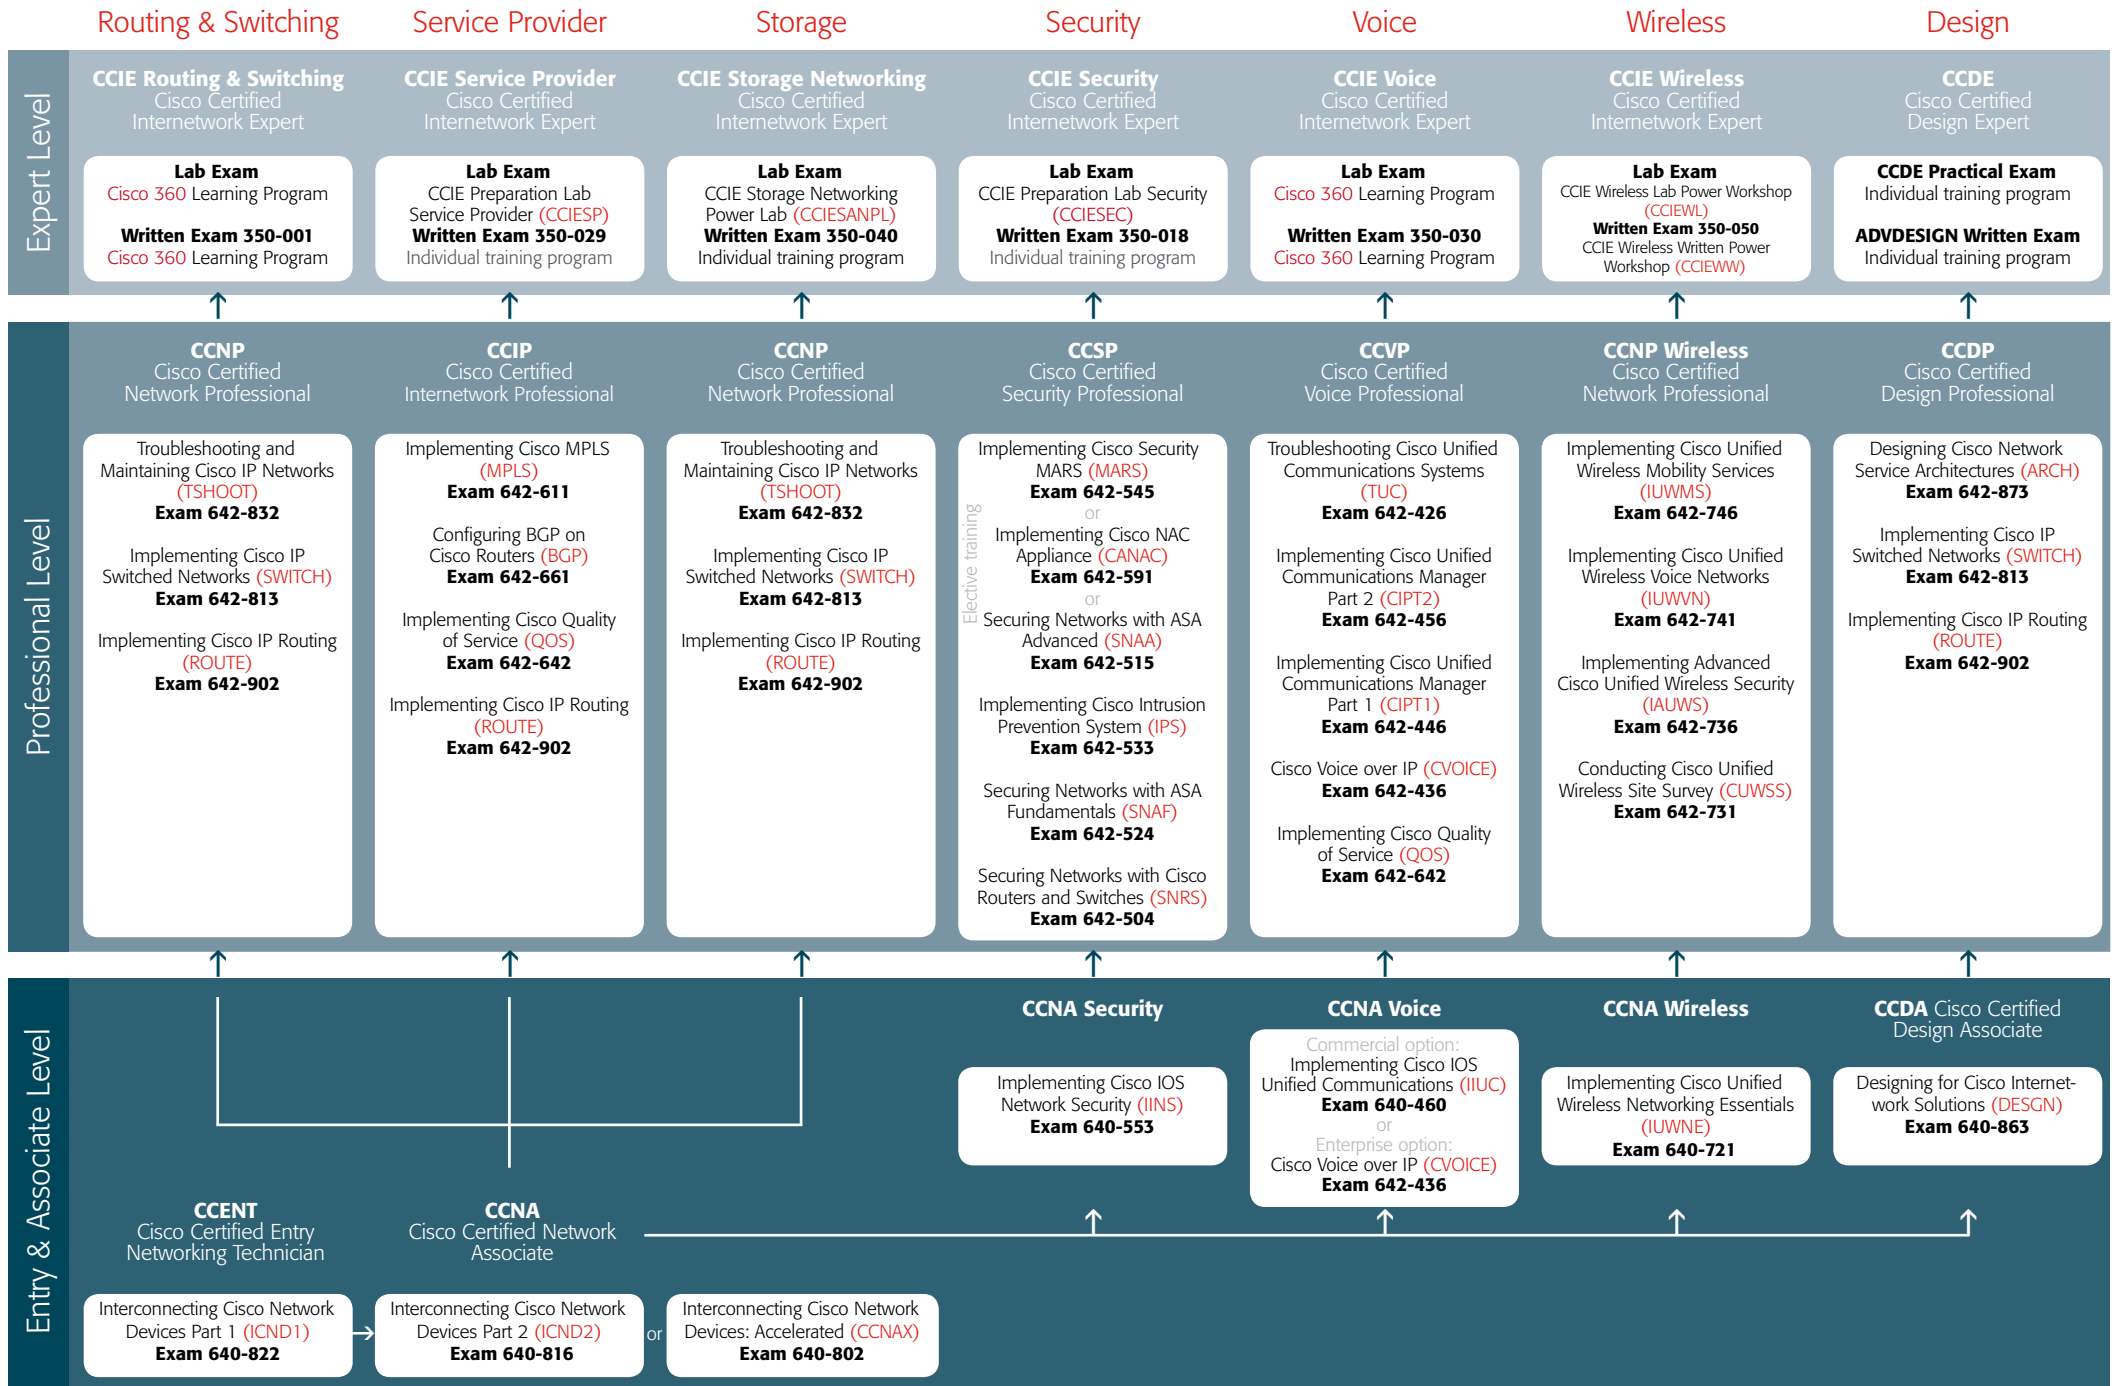 Routing & Switching
Service Provider
Storage
Security
Voice
Wireless
Design
Expert Level
CCIE Routing & Switching
Cisco Certified
Internetwork Expert
Lab Exam
Cisco 360 Learning Program
Written Exam 350-001
Cisco 360 Learning Program
CCIE Service Provider
Cisco Certified
Internetwork Expert
Lab Exam
CCIE Preparation Lab
Service Provider (CCIESP)
Written Exam 350-029
Individual training program
CCIE Storage Networking
Cisco Certified
Internetwork Expert
Lab Exam
CCIE Storage Networking
Power Lab (CCIESANPL)
Written Exam 350-040
Individual training program
CCIE Security
Cisco Certified
Internetwork Expert
Lab Exam
CCIE Preparation Lab Security
(CCIESEC)
Written Exam 350-018
Individual training program
CCIE Voice
Cisco Certified
Internetwork Expert
Lab Exam
Cisco 360 Learning Program
Written Exam 350-030
Cisco 360 Learning Program
CCIE Wireless
Cisco Certified
Internetwork Expert
Lab Exam
CCIE Wireless Lab Power Workshop
(CCIEWL)
Written Exam 350-050
CCIE Wireless Written Power
Workshop (CCIEWW)
CCDE
Cisco Certified
Design Expert
CCDE Practical Exam
Individual training program
ADVDESIGN Written Exam
Individual training program
Professional Level
CCNP
Cisco Certified
Network Professional
Troubleshooting and
Maintaining Cisco IP Networks
(TSHOOT)
Exam 642-832
Implementing Cisco IP
Switched Networks (SWITCH)
Exam 642-813
Implementing Cisco IP Routing
(ROUTE)
Exam 642-902
CCIP
Cisco Certified
Internetwork Professional
Implementing Cisco MPLS
(MPLS)
Exam 642-611
Configuring BGP on
Cisco Routers (BGP)
Exam 642-661
Implementing Cisco Quality
of Service (QOS)
Exam 642-642
Implementing Cisco IP Routing
(ROUTE)
Exam 642-902
CCNP
Cisco Certified
Network Professional
Troubleshooting and
Maintaining Cisco IP Networks
(TSHOOT)
Exam 642-832
Implementing Cisco IP
Switched Networks (SWITCH)
Exam 642-813
Implementing Cisco IP Routing
(ROUTE)
Exam 642-902
CCSP
Cisco Certified
Security Professional
Elective training
Implementing Cisco Security
MARS (MARS)
Exam 642-545
or
Implementing Cisco NAC
Appliance (CANAC)
Exam 642-591
or
Securing Networks with ASA
Advanced (SNAA)
Exam 642-515
Implementing Cisco Intrusion
Prevention System (IPS)
Exam 642-533
Securing Networks with ASA
Fundamentals (SNAF)
Exam 642-524
Securing Networks with Cisco
Routers and Switches (SNRS)
Exam 642-504
CCVP
Cisco Certified
Voice Professional
Troubleshooting Cisco Unified
Communications Systems
(TUC)
Exam 642-426
Implementing Cisco Unified
Communications Manager
Part 2 (CIPT2)
Exam 642-456
Implementing Cisco Unified
Communications Manager
Part 1 (CIPT1)
Exam 642-446
Cisco Voice over IP (CVOICE)
Exam 642-436
Implementing Cisco Quality
of Service (QOS)
Exam 642-642
CCNP Wireless
Cisco Certified
Network Professional
Implementing Cisco Unified
Wireless Mobility Services
(IUWMS)
Exam 642-746
Implementing Cisco Unified
Wireless Voice Networks
(IUWVN)
Exam 642-741
Implementing Advanced
Cisco Unified Wireless Security
(IAUWS)
Exam 642-736
Conducting Cisco Unified
Wireless Site Survey (CUWSS)
Exam 642-731
CCDP
Cisco Certified
Design Professional
Designing Cisco Network
Service Architectures (ARCH)
Exam 642-873
Implementing Cisco IP
Switched Networks (SWITCH)
Exam 642-813
Implementing Cisco IP Routing
(ROUTE)
Exam 642-902
Entry & Associate Level
CCNA Security
Implementing Cisco IOS
Network Security (IINS)
Exam 640-553
CCNA Voice
Commercial option:
Implementing Cisco IOS
Unified Communications (IIUC)
Exam 640-460
or
Enterprise option:
Cisco Voice over IP (CVOICE)
Exam 642-436
CCNA Wireless
Implementing Cisco Unified
Wireless Networking Essentials
(IUWNE)
Exam 640-721
CCDA Cisco Certified
Design Associate
Designing for Cisco Internet-
work Solutions (DESGN)
Exam 640-863
CCENT
Cisco Certified Entry
Networking Technician
Interconnecting Cisco Network
Devices Part 1 (ICND1)
Exam 640-822
CCNA
Cisco Certified Network
Associate
Interconnecting Cisco Network
Devices Part 2 (ICND2)
Exam 640-816
or
Interconnecting Cisco Network
Devices: Accelerated (CCNAX)
Exam 640-802